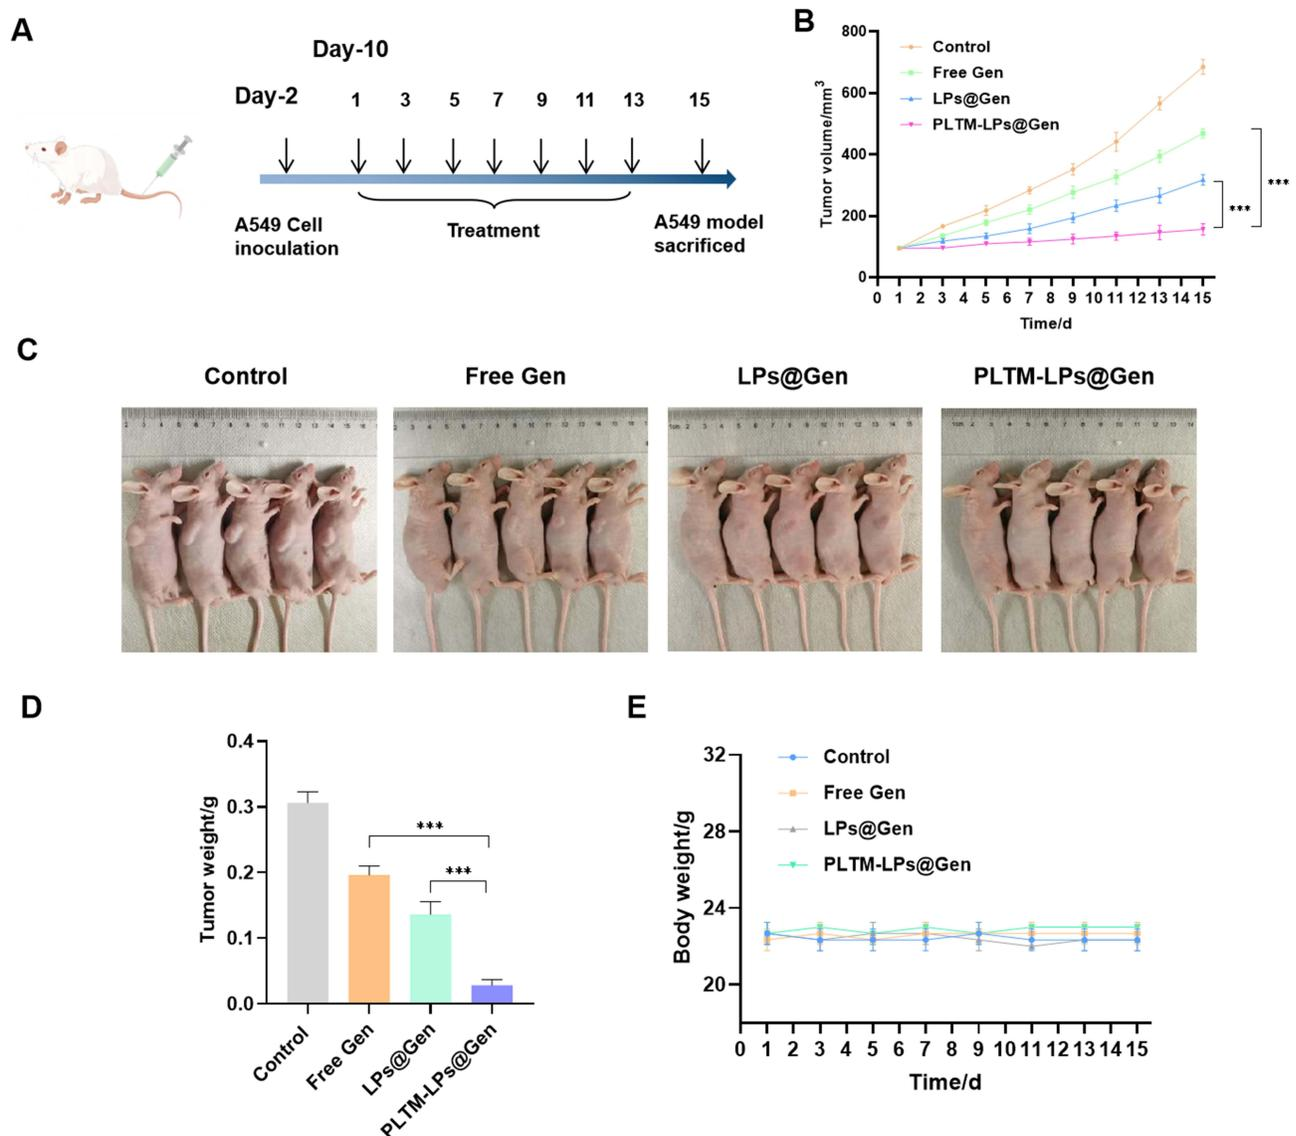 A
Day-10
Day-2 1 3 5 7 9 11 13 15
A549 Cell
inoculation
Treatment
A549 model
sacrificed
B
Tumor volume/mm3
800
600
400
200
0
Control
Free Gen
LPs@Gen
PLTM-LPs@Gen
***
***
0 1 2 3 4 5 6 7 8 9 10 11 12 13 14 15
Time/d
C
Control Free Gen LPs@Gen PLTM-LPs@Gen
D
Tumor weight/g
0.4
0.3
0.2
0.1
0.0
***
***
Control
Free Gen
LPs@Gen
PLTM-LPs@Gen
E
Body weight/g
32
28
24
20
Control
Free Gen
LPs@Gen
PLTM-LPs@Gen
0 1 2 3 4 5 6 7 8 9 10 11 12 13 14 15
Time/d